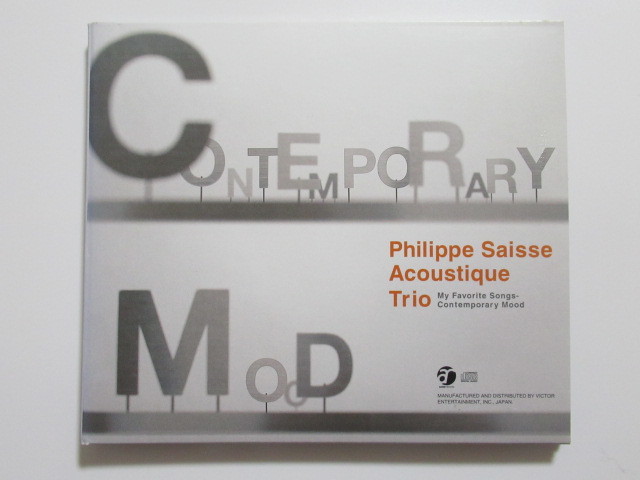 CONTEMPORARY
Philippe Saisse
Acoustique
Trio My Favorite Songs-
Contemporary Mood
MOOD
MANUFACTURED AND DISTRIBUTED BY VICTOR
ENTERTAINMENT, INC., JAPAN